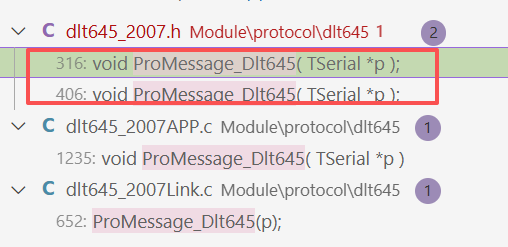 C dlt645_2007.h Module\protocol\dlt645 1 2
316: void ProMessage_Dlt645( TSerial *p );
406: void ProMessage_Dlt645( TSerial *p );
C dlt645_2007APP.c Module\protocol\dlt645 1
1235: void ProMessage_Dlt645( TSerial *p )
C dlt645_2007Link.c Module\protocol\dlt645 1
652: ProMessage_Dlt645(p);